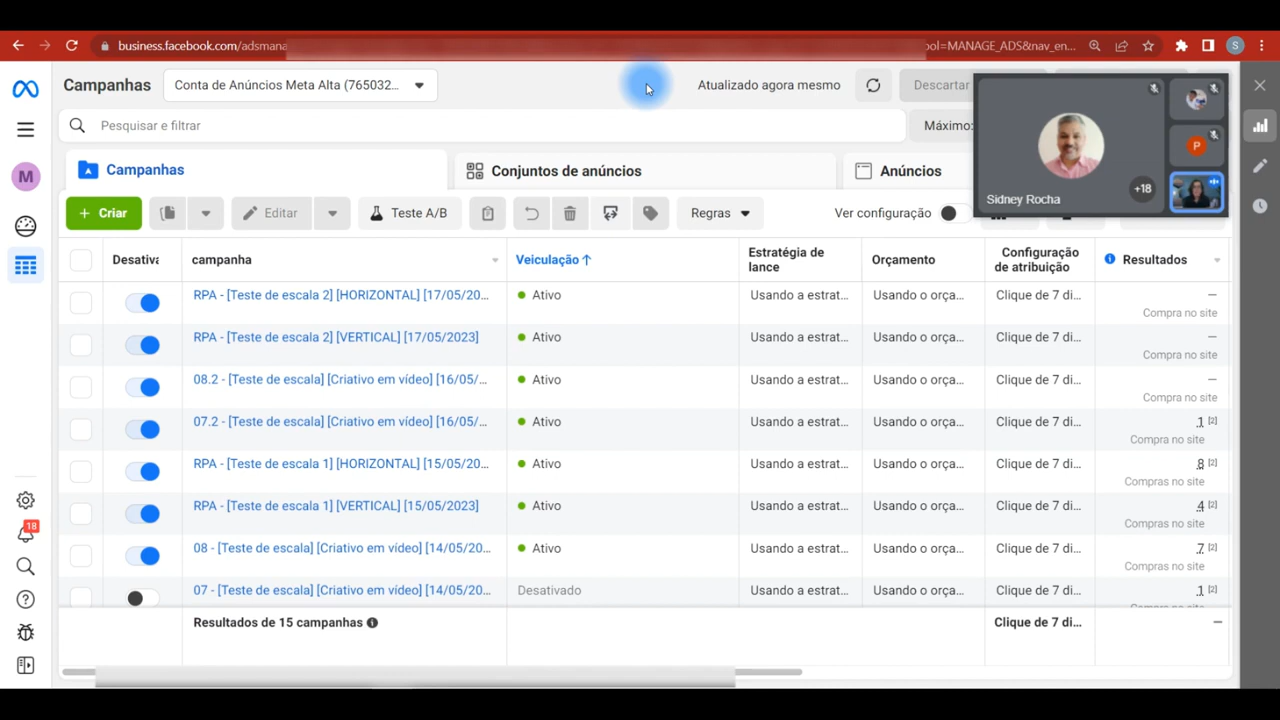 business.facebook.com/adsmana
ool=MANAGE_ADS&nav_en...
S
Campanhas
Conta de Anúncios Meta Alta (765032...
Atualizado agora mesmo
Descartar
Pesquisar e filtrar
Máximo:
Sidney Rocha
+18
P
M
Campanhas
Conjuntos de anúncios
Anúncios
+ Criar
Editar
Teste A/B
Regras
Ver configuração
Desativa
campanha
Veiculação ↑
Estratégia de lance
Orçamento
Configuração de atribuição
Resultados
RPA - [Teste de escala 2] [HORIZONTAL] [17/05/20...
Ativo
Usando a estrat...
Usando o orça...
Clique de 7 di...
—
Compra no site
RPA - [Teste de escala 2] [VERTICAL] [17/05/2023]
Ativo
Usando a estrat...
Usando o orça...
Clique de 7 di...
—
Compra no site
08.2 - [Teste de escala] [Criativo em vídeo] [16/05/...
Ativo
Usando a estrat...
Usando o orça...
Clique de 7 di...
—
Compra no site
07.2 - [Teste de escala] [Criativo em vídeo] [16/05/...
Ativo
Usando a estrat...
Usando o orça...
Clique de 7 di...
1 [2]
Compra no site
RPA - [Teste de escala 1] [HORIZONTAL] [15/05/20...
Ativo
Usando a estrat...
Usando o orça...
Clique de 7 di...
8 [2]
Compras no site
RPA - [Teste de escala 1] [VERTICAL] [15/05/2023]
Ativo
Usando a estrat...
Usando o orça...
Clique de 7 di...
4 [2]
Compras no site
08 - [Teste de escala] [Criativo em vídeo] [14/05/20...
Ativo
Usando a estrat...
Usando o orça...
Clique de 7 di...
7 [2]
Compras no site
07 - [Teste de escala] [Criativo em vídeo] [14/05/20...
Desativado
Usando a estrat...
Usando o orça...
Clique de 7 di...
1 [2]
Resultados de 15 campanhas
Clique de 7 di...
—
18